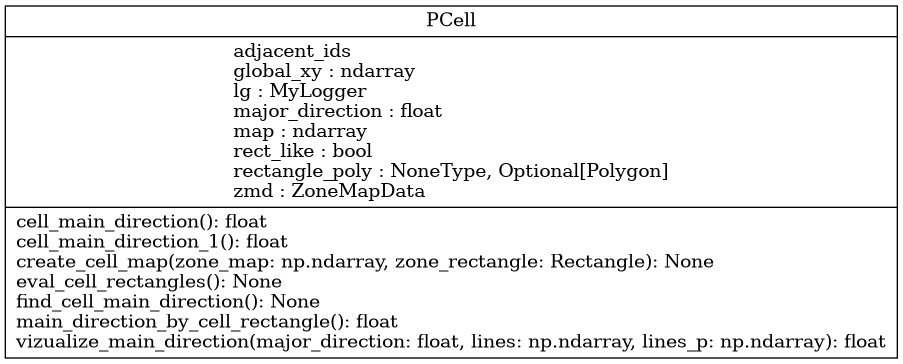 PCell
adjacent_ids
global_xy : ndarray
lg : MyLogger
major_direction : float
map : ndarray
rect_like : bool
rectangle_poly : NoneType, Optional[Polygon]
zmd : ZoneMapData
cell_main_direction(): float
cell_main_direction_1(): float
create_cell_map(zone_map: np.ndarray, zone_rectangle: Rectangle): None
eval_cell_rectangles(): None
find_cell_main_direction(): None
main_direction_by_cell_rectangle(): float
vizualize_main_direction(major_direction: float, lines: np.ndarray, lines_p: np.ndarray): float